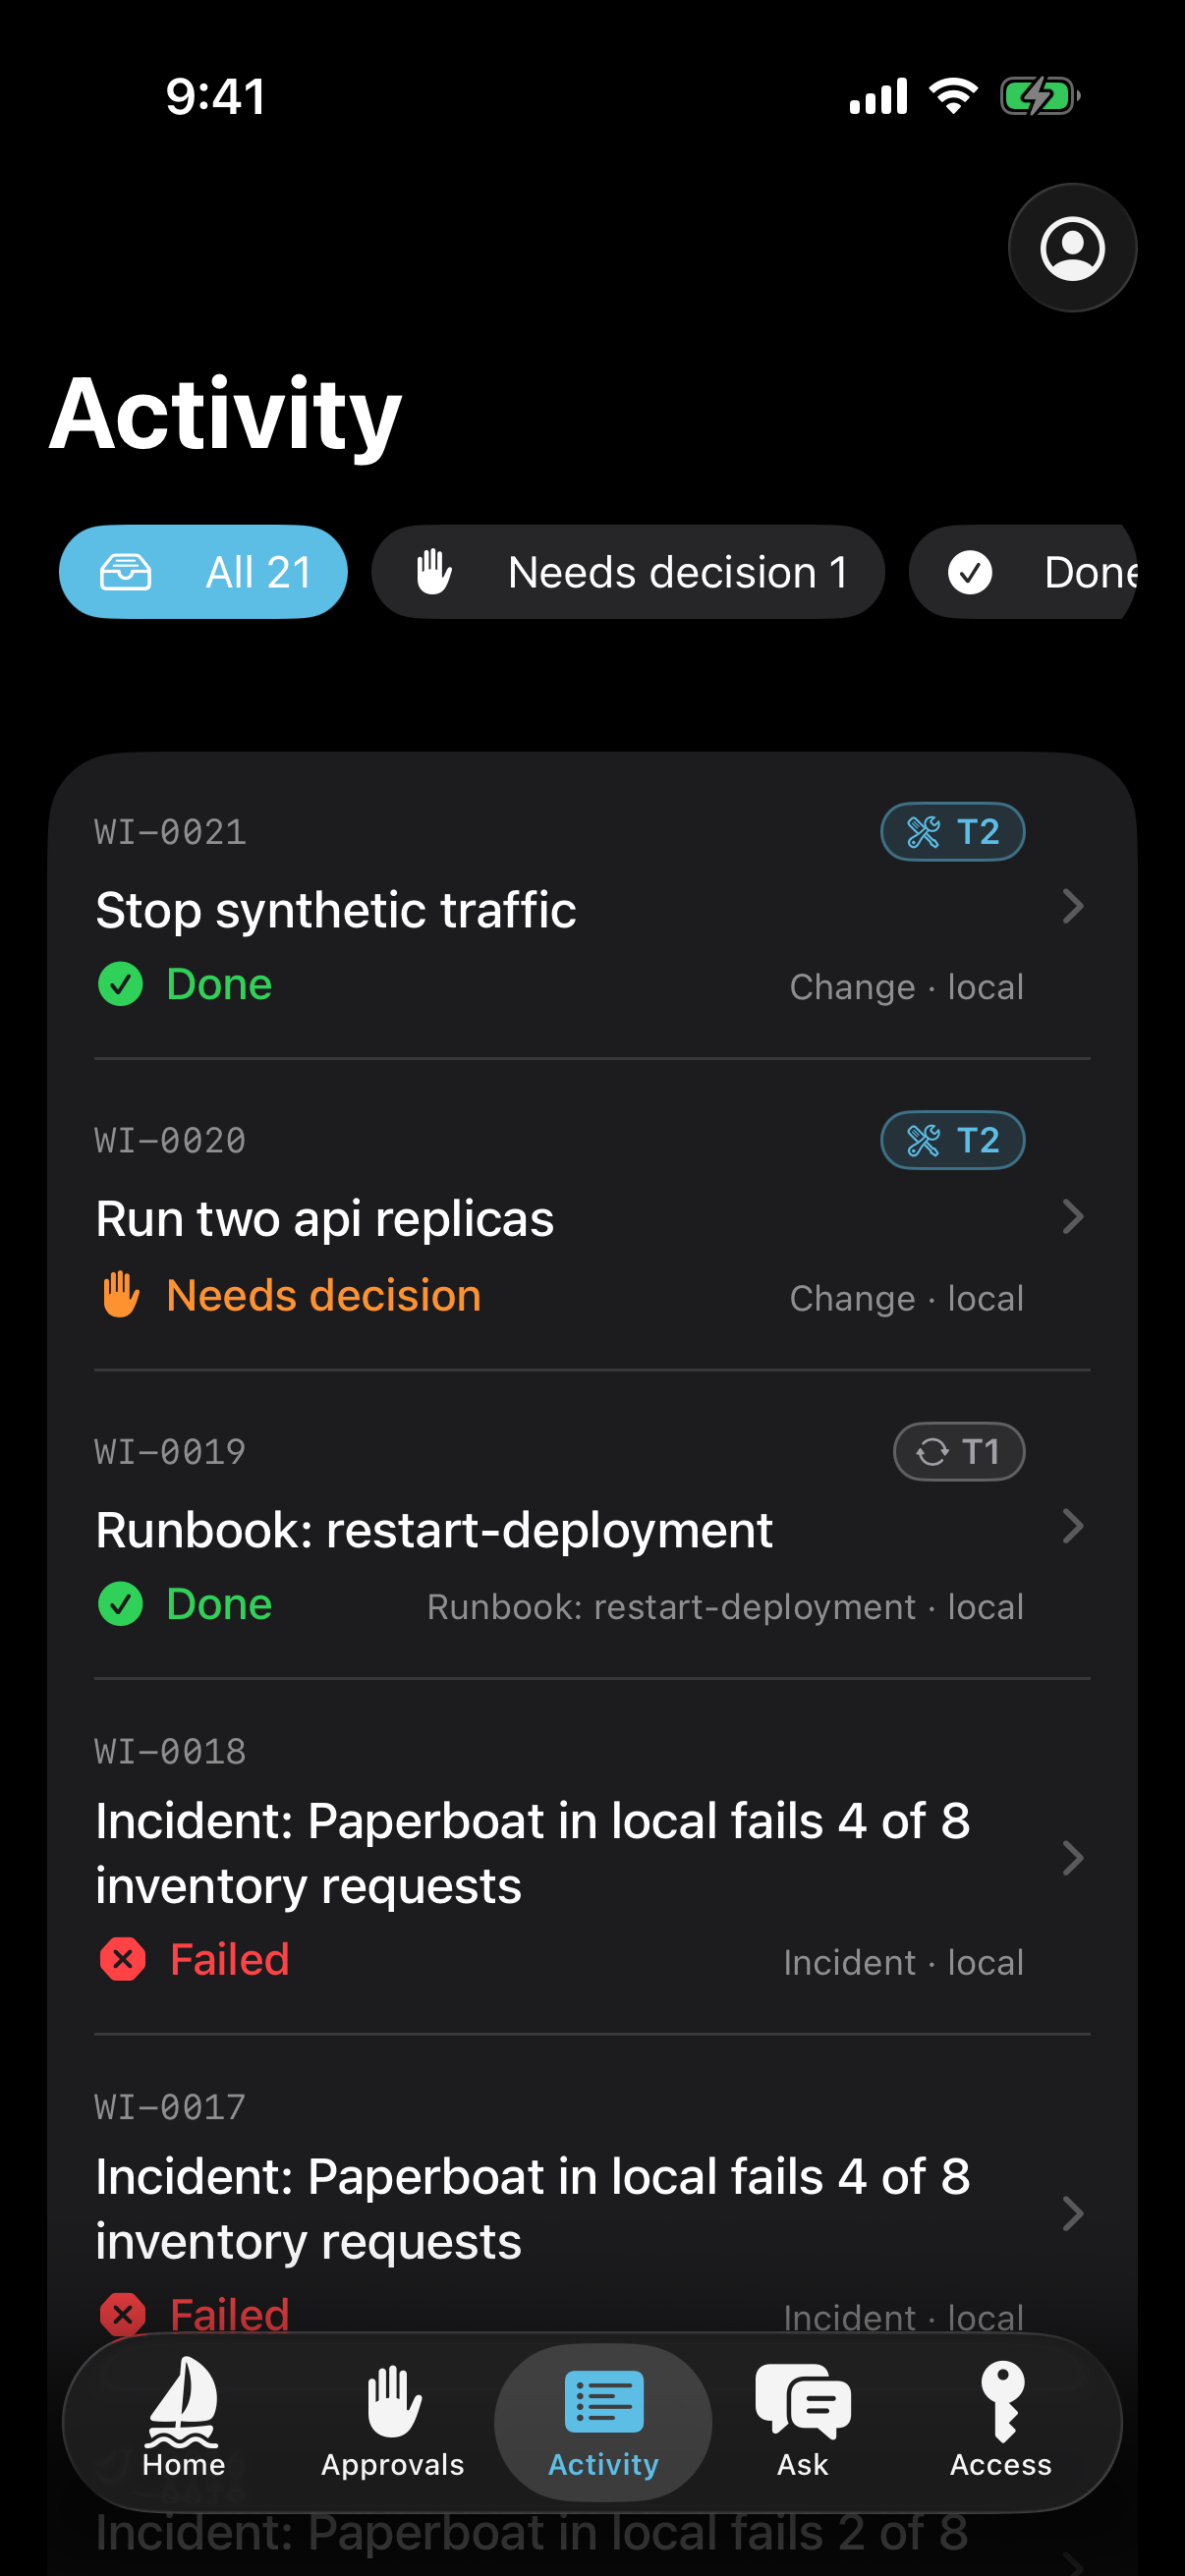 9:41
Activity
All 21
Needs decision 1
Done
WI-0021
T2
Stop synthetic traffic
Done
Change · local
WI-0020
T2
Run two api replicas
Needs decision
Change · local
WI-0019
T1
Runbook: restart-deployment
Done
Runbook: restart-deployment · local
WI-0018
Incident: Paperboat in local fails 4 of 8
inventory requests
Failed
Incident · local
WI-0017
Incident: Paperboat in local fails 4 of 8
inventory requests
Failed
Incident · local
Home
Approvals
Activity
Ask
Access
Incident: Paperboat in local fails 2 of 8